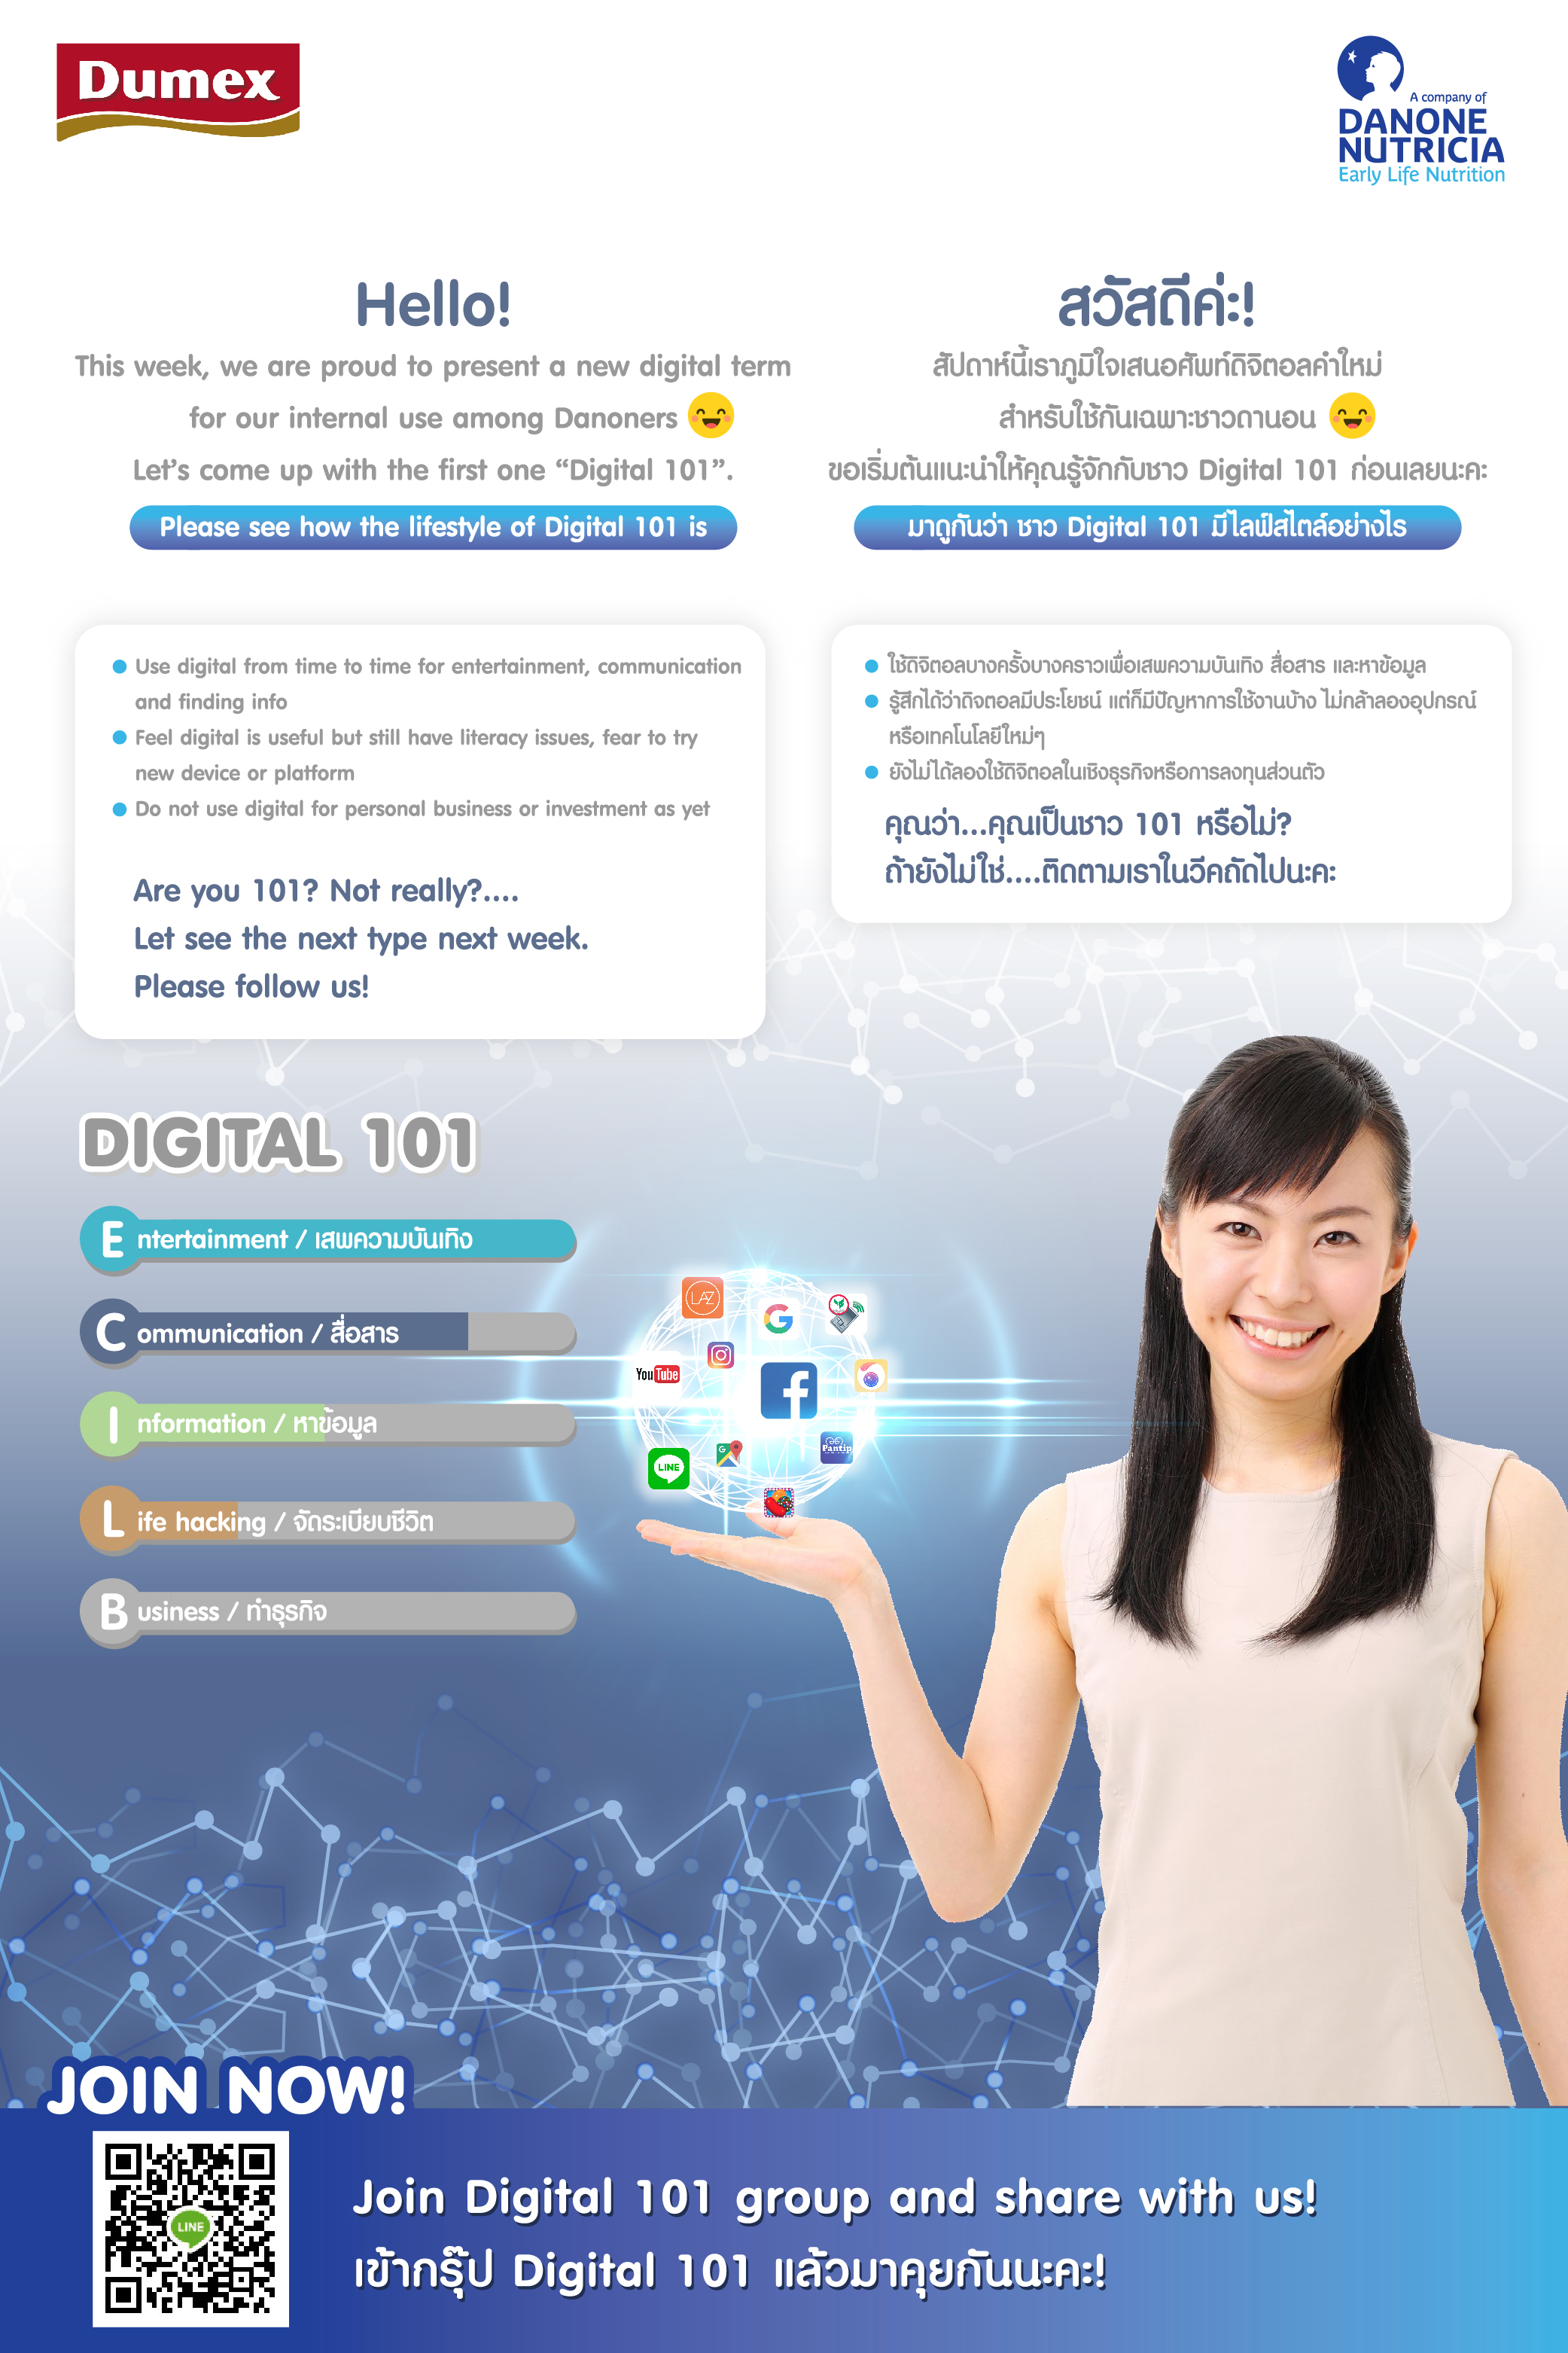 Dumex
A company of
DANONE
NUTRICIA
Early Life Nutrition
Hello!
This week, we are proud to present a new digital term
for our internal use among Danoners
Let's come up with the first one “Digital 101”.
Please see how the lifestyle of Digital 101 is
สวัสดีค่ะ!
สัปดาห์นี้เราภูมิใจเสนอศัพท์ดิจิตอลคำใหม่
สำหรับใช้กันเฉพาะชาวดานอน
ขอเริ่มต้นแนะนำให้คุณรู้จักกับชาว Digital 101 ก่อนเลยนะคะ
มาดูกันว่า ชาว Digital 101 มีไลฟ์สไตล์อย่างไร
Use digital from time to time for entertainment, communication
and finding info
Feel digital is useful but still have literacy issues, fear to try
new device or platform
Do not use digital for personal business or investment as yet
Are you 101? Not really?....
Let see the next type next week.
Please follow us!
ใช้ดิจิตอลบางครั้งบางคราวเพื่อเสพความบันเทิง สื่อสาร และหาข้อมูล
รู้สึกได้ว่าดิจตอลมีประโยชน์ แต่ก็มีปัญหาการใช้งานบ้าง ไม่กล้าลองอุปกรณ์
หรือเทคโนโลยีใหม่ๆ
ยังไม่ได้ลองใช้ดิจิตอลในเชิงธุรกิจหรือการลงทุนส่วนตัว
คุณว่า...คุณเป็นชาว 101 หรือไม่?
ถ้ายังไม่ใช่....ติดตามเราในวีคถัดไปนะคะ
DIGITAL 101
Entertainment / เสพความบันเทิง
Communication / สื่อสาร
Information / หาข้อมูล
Life hacking / จัดระเบียบชีวิต
Business / ทำธุรกิจ
LAZ
G
YouTube
f
G
Pantip
LINE
JOIN NOW!
LINE
Join Digital 101 group and share with us!
เข้ากรุ๊ป Digital 101 แล้วมาคุยกันนะคะ!